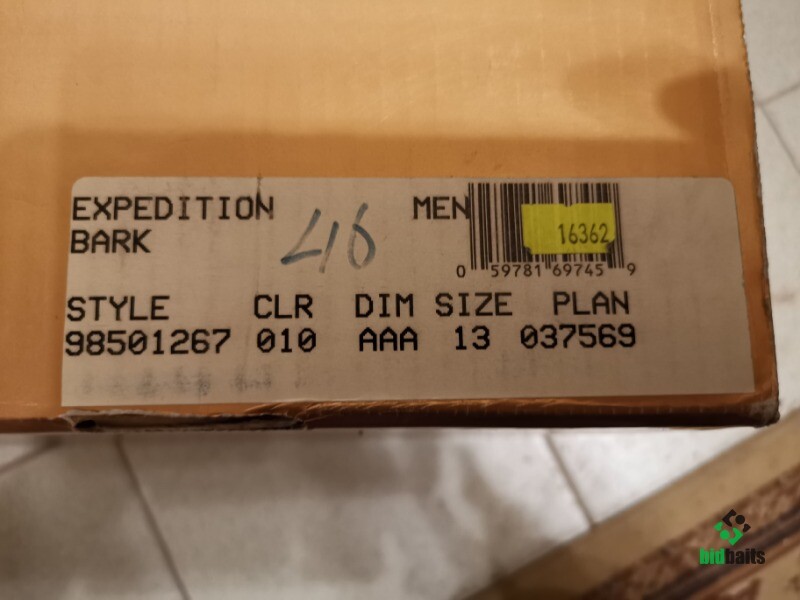 EXPEDITION MEN
BARK
46
16362
0 59781 69745 9
STYLE CLR DIM SIZE PLAN
98501267 010 AAA 13 037569
bidbaits